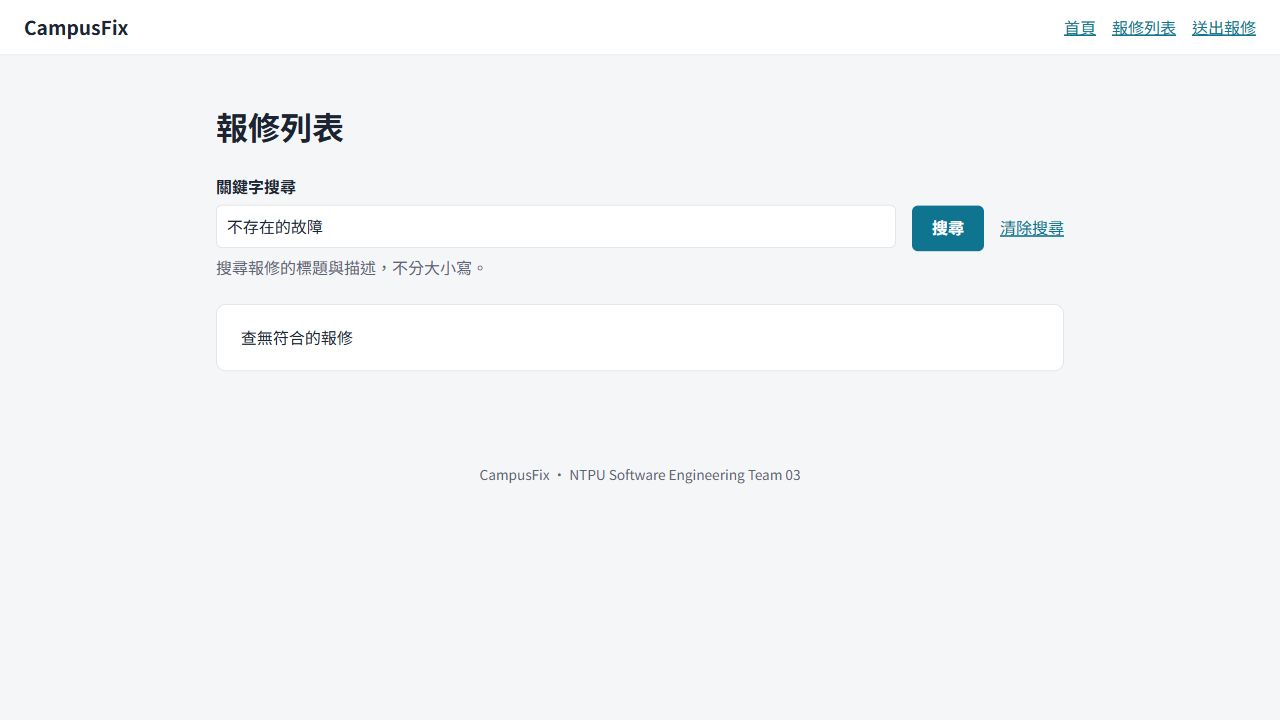 CampusFix
首頁 報修列表 送出報修
報修列表
關鍵字搜尋
不存在的故障 搜尋 清除搜尋
搜尋報修的標題與描述，不分大小寫。
查無符合的報修
CampusFix · NTPU Software Engineering Team 03